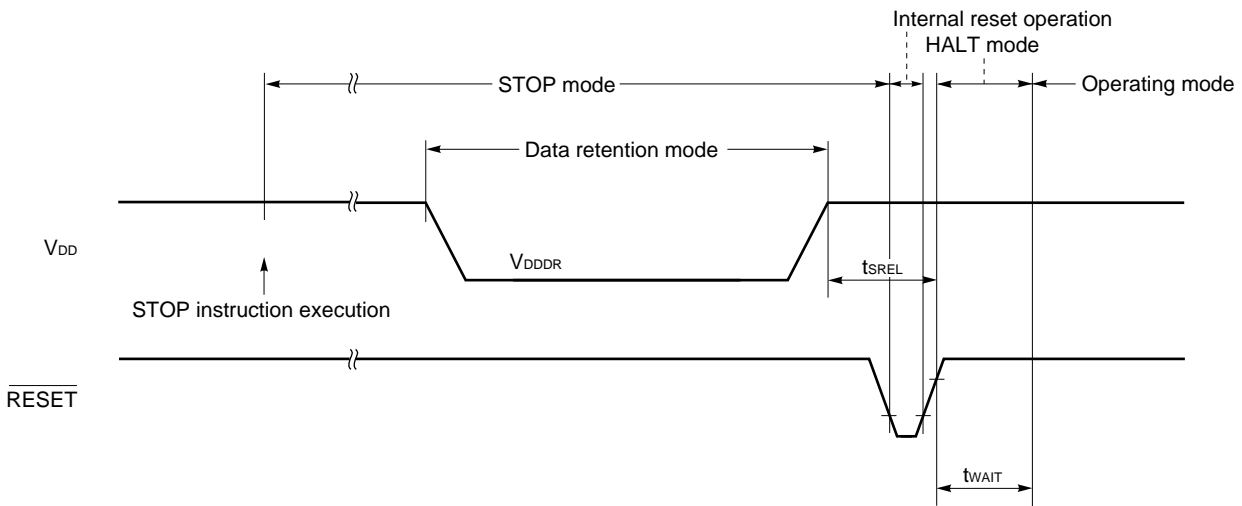 Internal reset operation
HALT mode
STOP mode
Operating mode
Data retention mode
VDD
VDDDR
tSREL
STOP instruction execution
RESET
tWAIT